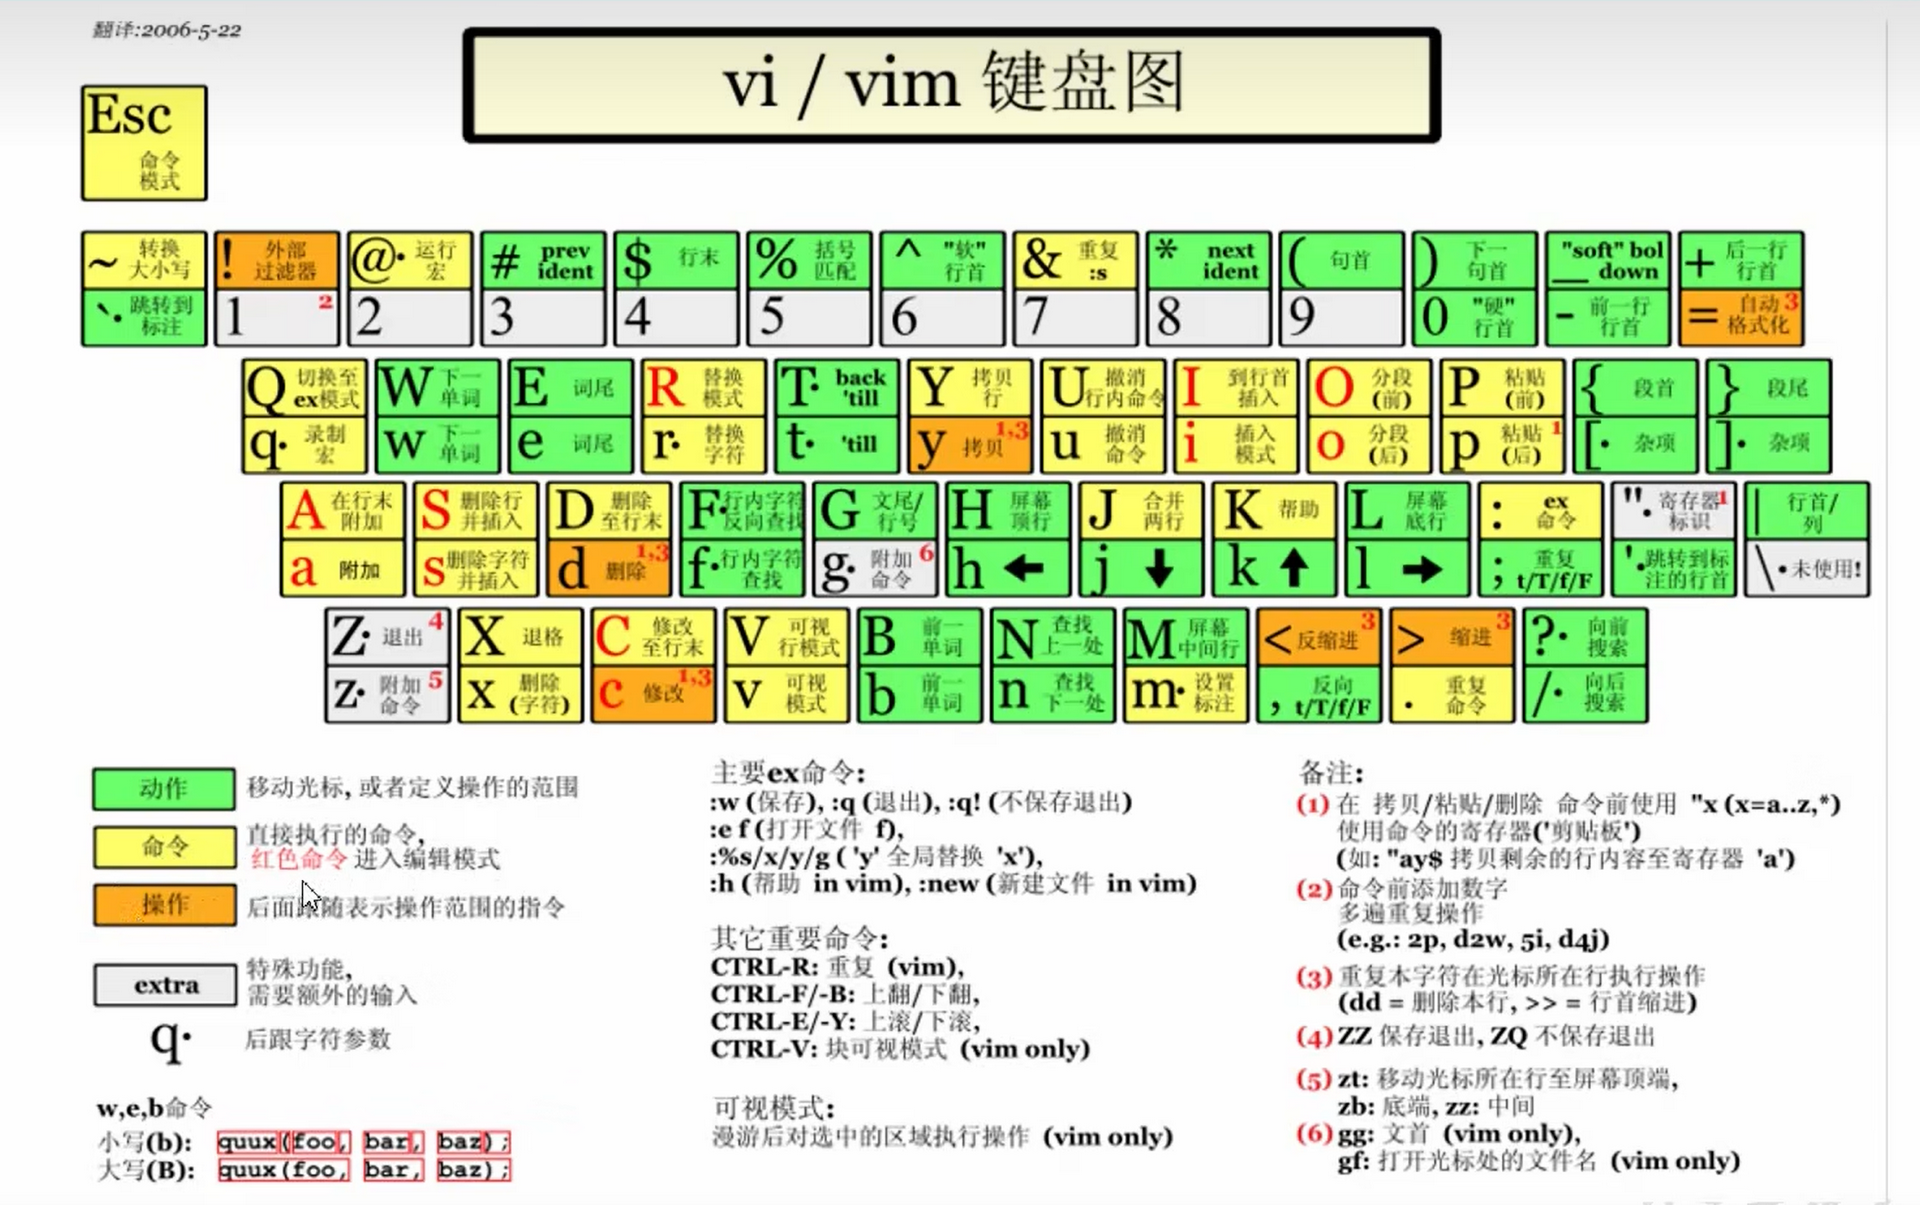 翻译:2006-5-22
vi / vim 键盘图
Esc
命令
模式
~ 转换
大小写
! 外部
过滤器
@· 运行
宏
# prev
ident
$ 行末
% 括号
匹配
^ "软"
行首
& 重复
:s
* next
ident
( 句首
) 下一
句首
"soft" bol
_ down
+ 后一行
行首
`· 跳转到
标注
1 2
2
3
4
5
6
7
8
9
0 "硬"
行首
- 前一行
行首
= 自动 3
格式化
Q 切换至
ex模式
W 下一
单词
E 词尾
R 替换
模式
T· back
'till
Y 拷贝
行
U 撤消
行内命令
I 到行首
插入
O 分段
(前)
P 粘贴
(前)
{ 段首
} 段尾
q· 录制
宏
w 下一
单词
e 词尾
r· 替换
字符
t· 'till
y 拷贝 1,3
u 撤消
命令
i 插入
模式
o 分段
(后)
p 粘贴 1
(后)
[· 杂项
]· 杂项
A 在行末
附加
S 删除行
并插入
D 删除
至行末
F· 行内字符
反向查找
G 文尾/
行号
H 屏幕
顶行
J 合并
两行
K 帮助
L 屏幕
底行
: ex
命令
"· 寄存器 1
标识
| 行首/
列
a 附加
s 删除字符
并插入
d 删除 1,3
f· 行内字符
查找
g· 附加 6
命令
h ←
j ↓
k ↑
l →
; 重复
t/T/f/F
'· 跳转到标
注的行首
\· 未使用!
Z· 退出 4
X 退格
C 修改
至行末
V 可视
行模式
B 前一
单词
N 查找
上一处
M 屏幕
中间行
< 反缩进 3
> 缩进 3
?· 向前
搜索
z· 附加 5
命令
x 删除
(字符)
c 修改 1,3
v 可视
模式
b 前一
单词
n 查找
下一处
m· 设置
标注
, 反向
t/T/f/F
. 重复
命令
/· 向后
搜索
动作 移动光标, 或者定义操作的范围
命令 直接执行的命令,
红色命令 进入编辑模式
操作 后面跟随表示操作范围的指令
extra 特殊功能,
需要额外的输入
q· 后跟字符参数
w,e,b命令
小写(b): quux(foo, bar, baz);
大写(B): quux(foo, bar, baz);
主要ex命令:
:w (保存), :q (退出), :q! (不保存退出)
:e f (打开文件 f),
:%s/x/y/g ( 'y' 全局替换 'x'),
:h (帮助 in vim), :new (新建文件 in vim)
其它重要命令:
CTRL-R: 重复 (vim),
CTRL-F/-B: 上翻/下翻,
CTRL-E/-Y: 上滚/下滚,
CTRL-V: 块可视模式 (vim only)
可视模式:
漫游后对选中的区域执行操作 (vim only)
备注:
(1) 在 拷贝/粘贴/删除 命令前使用 "x (x=a..z,*)
使用命令的寄存器('剪贴板')
(如: "ay$ 拷贝剩余的行内容至寄存器 'a')
(2) 命令前添加数字
多遍重复操作
(e.g.: 2p, d2w, 5i, d4j)
(3) 重复本字符在光标所在行执行操作
(dd = 删除本行, >> = 行首缩进)
(4) ZZ 保存退出, ZQ 不保存退出
(5) zt: 移动光标所在行至屏幕顶端,
zb: 底端, zz: 中间
(6) gg: 文首 (vim only),
gf: 打开光标处的文件名 (vim only)